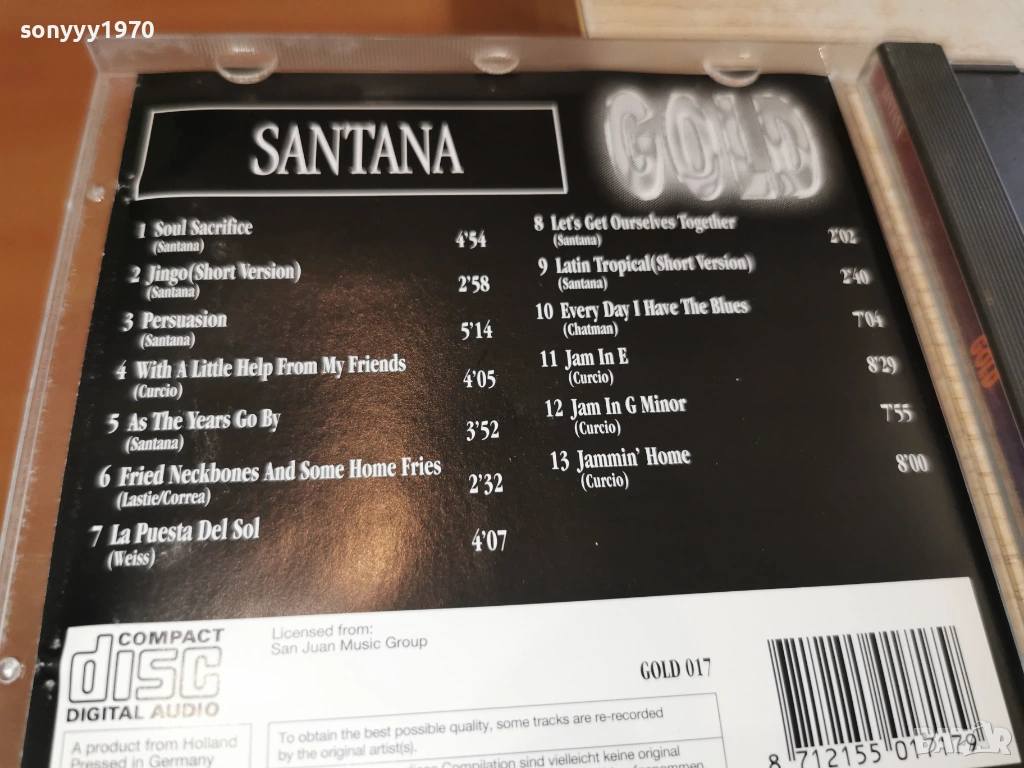 sonyyy1970
SANTANA
GOLD
1 Soul Sacrifice 4'54
(Santana)
2 Jingo(Short Version) 2'58
(Santana)
3 Persuasion 5'14
(Santana)
4 With A Little Help From My Friends 4'05
(Curcio)
5 As The Years Go By 3'52
(Santana)
6 Fried Neckbones And Some Home Fries 2'32
(Lastie/Correa)
7 La Puesta Del Sol 4'07
(Weiss)
8 Let's Get Ourselves Together 2'02
(Santana)
9 Latin Tropical(Short Version) 2'40
(Santana)
10 Every Day I Have The Blues 7'04
(Chatman)
11 Jam In E 8'29
(Curcio)
12 Jam In G Minor 7'55
(Curcio)
13 Jammin' Home 8'00
(Curcio)
GOLD
COMPACT
disc
DIGITAL AUDIO
Licensed from:
San Juan Music Group
GOLD 017
A product from Holland
Pressed in Germany
To obtain the best possible quality, some tracks are re-recorded
by the original artist(s).
Compilation sind vielleicht keine original
8 712155 017179